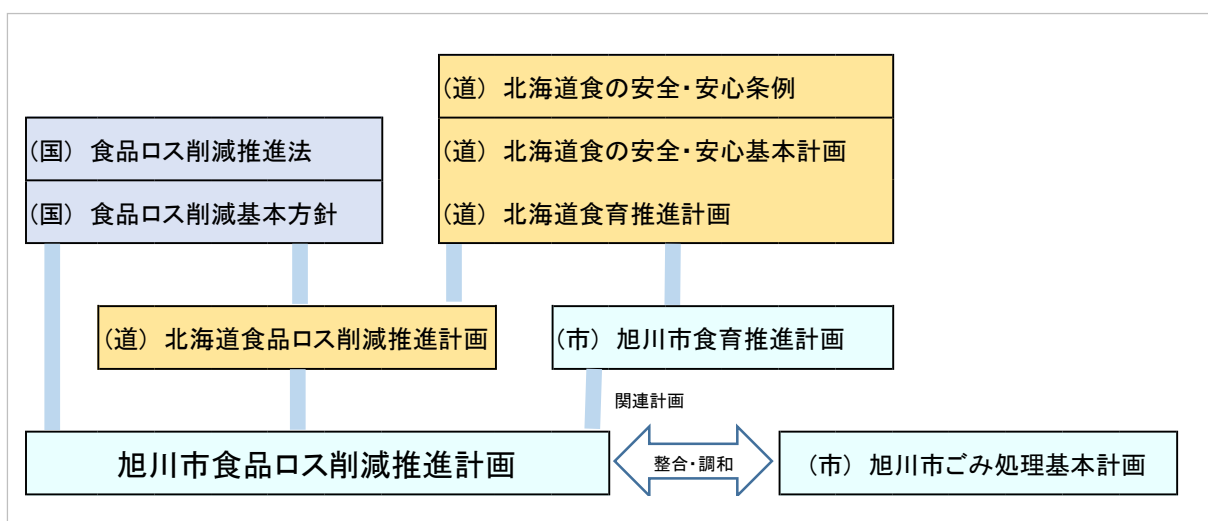 (道) 北海道食の安全・安心条例
(国) 食品ロス削減推進法
(道) 北海道食の安全・安心基本計画
(国) 食品ロス削減基本方針
(道) 北海道食育推進計画
(道) 北海道食品ロス削減推進計画
(市) 旭川市食育推進計画
関連計画
旭川市食品ロス削減推進計画
整合・調和
(市) 旭川市ごみ処理基本計画